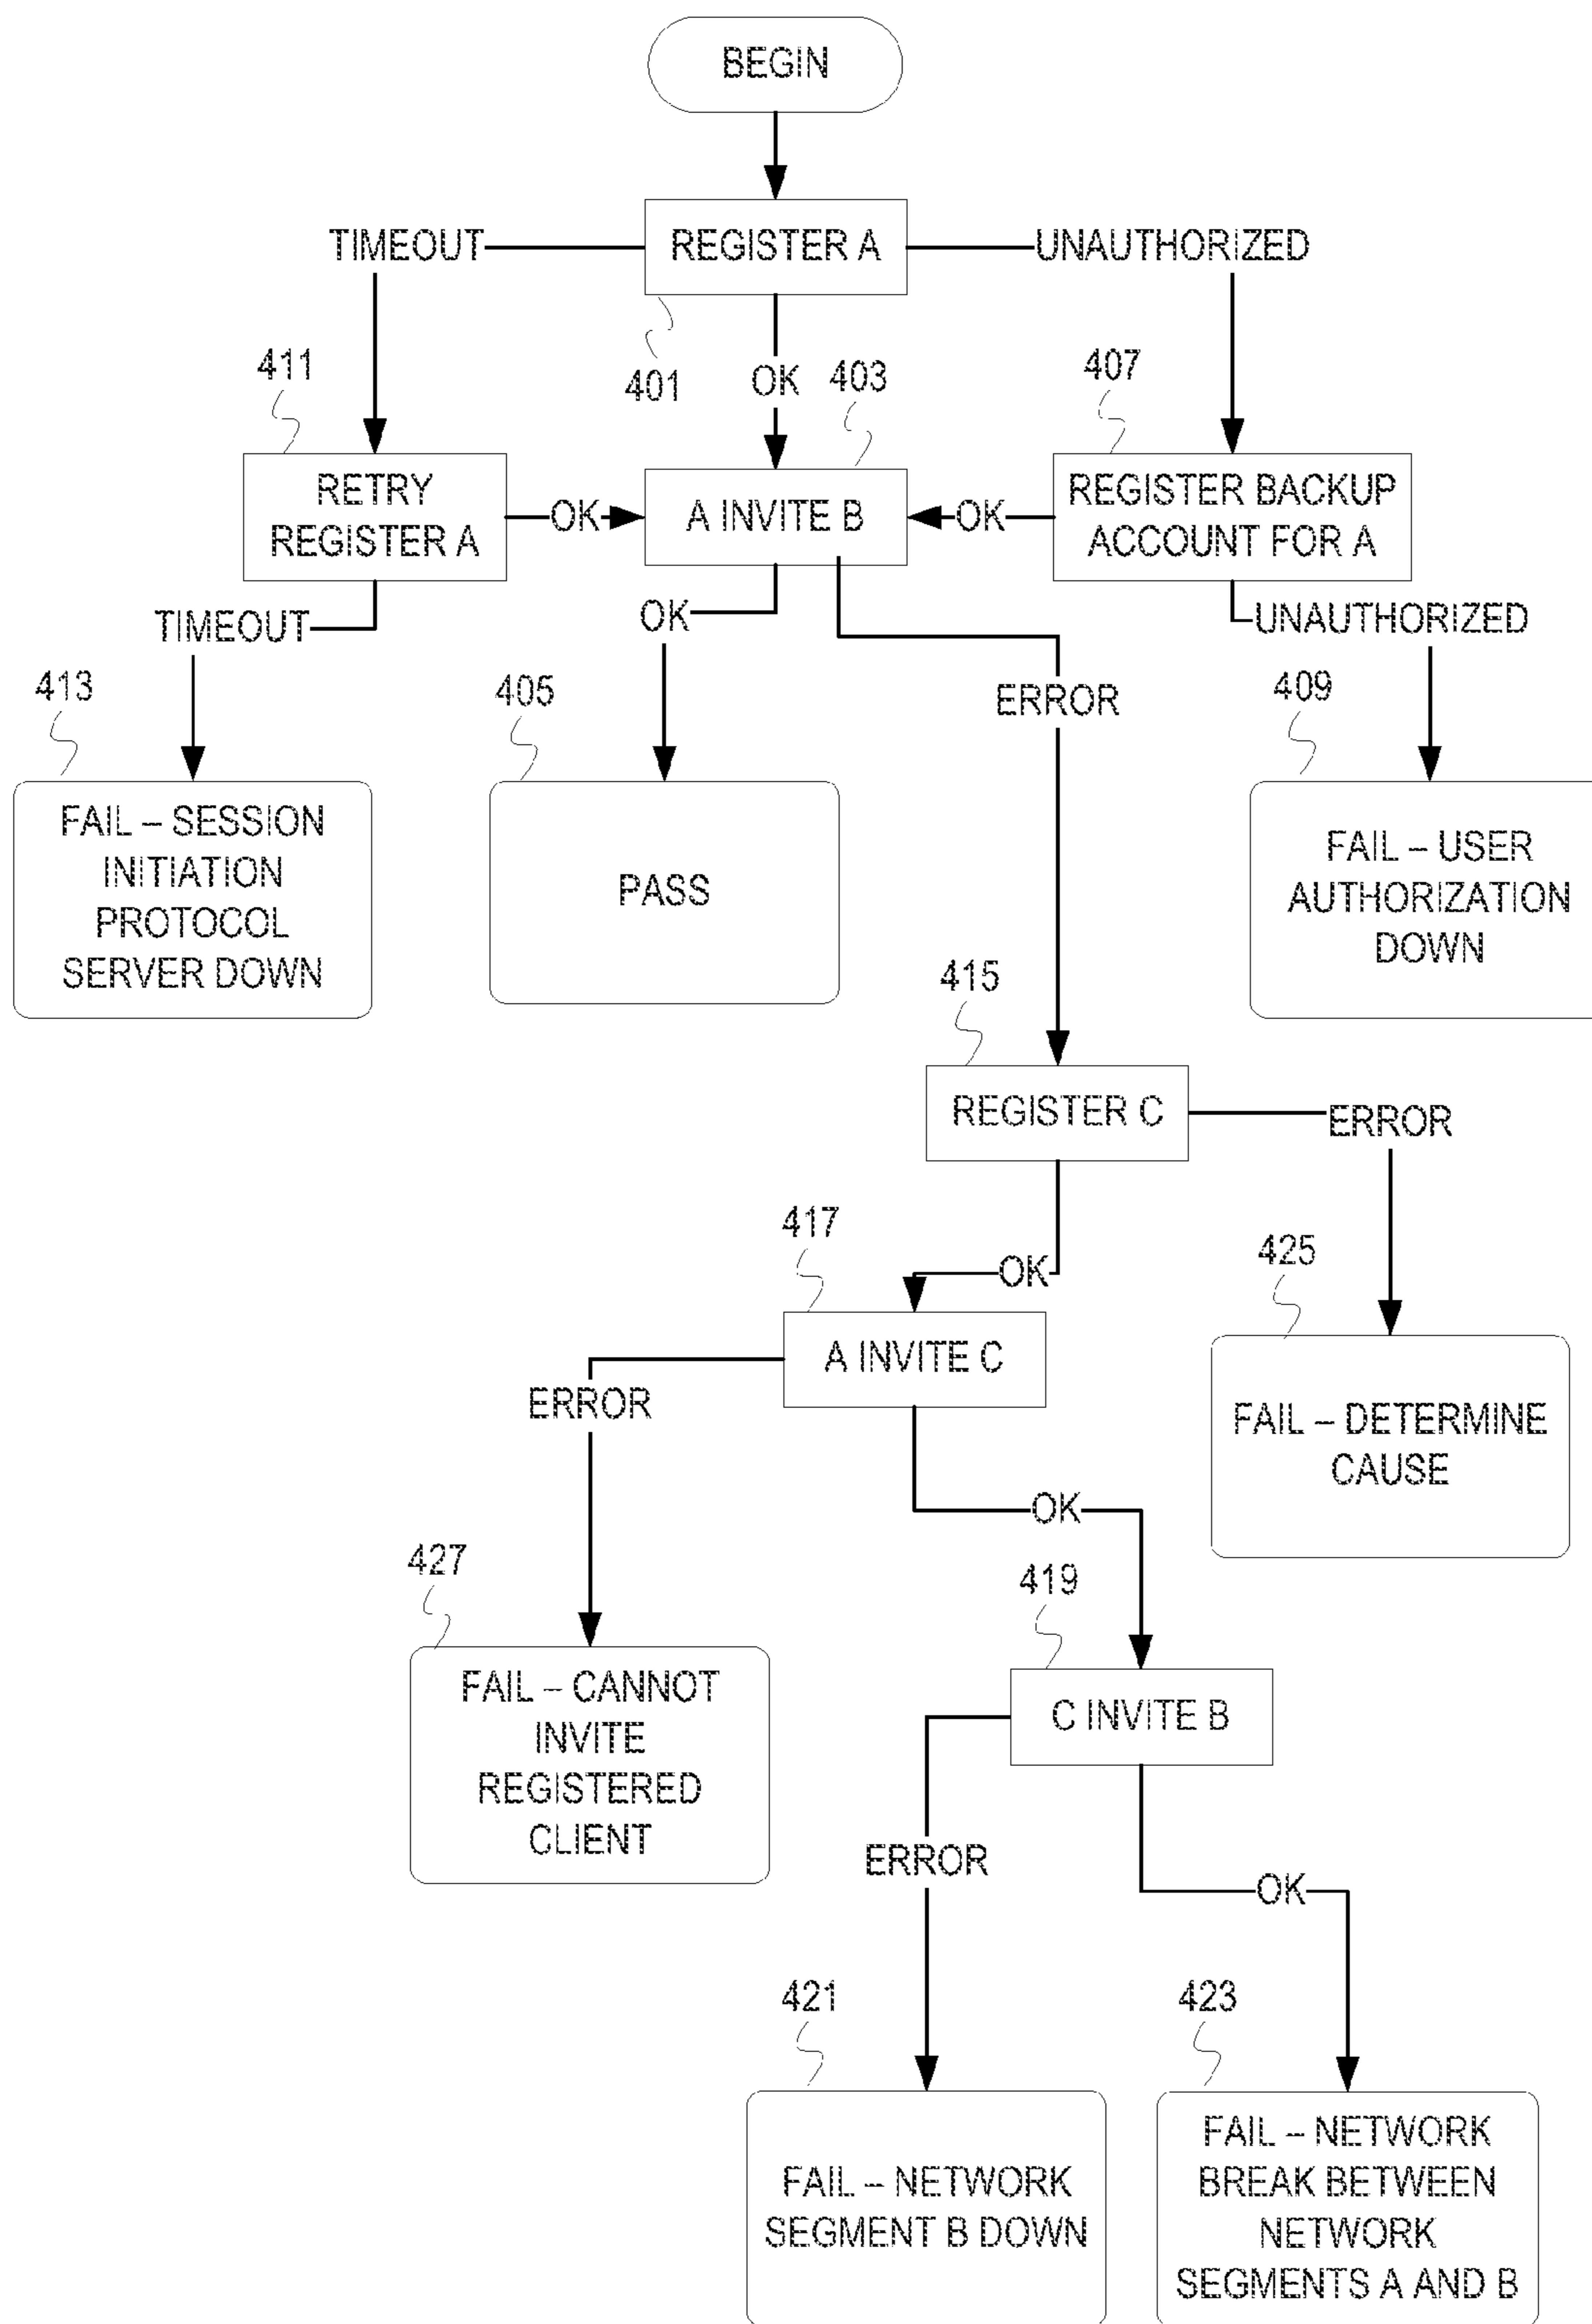 BEGIN
TIMEOUT
REGISTER A
UNAUTHORIZED
411
401
OK
403
407
RETRY
REGISTER A
OK
A INVITE B
OK
REGISTER BACKUP
ACCOUNT FOR A
TIMEOUT
OK
UNAUTHORIZED
413
405
ERROR
409
FAIL – SESSION
INITIATION
PROTOCOL
SERVER DOWN
PASS
FAIL – USER
AUTHORIZATION
DOWN
415
REGISTER C
ERROR
417
OK
425
A INVITE C
ERROR
FAIL – DETERMINE
CAUSE
OK
427
419
FAIL – CANNOT
INVITE
REGISTERED
CLIENT
C INVITE B
ERROR
OK
421
423
FAIL – NETWORK
SEGMENT B DOWN
FAIL – NETWORK
BREAK BETWEEN
NETWORK
SEGMENTS A AND B